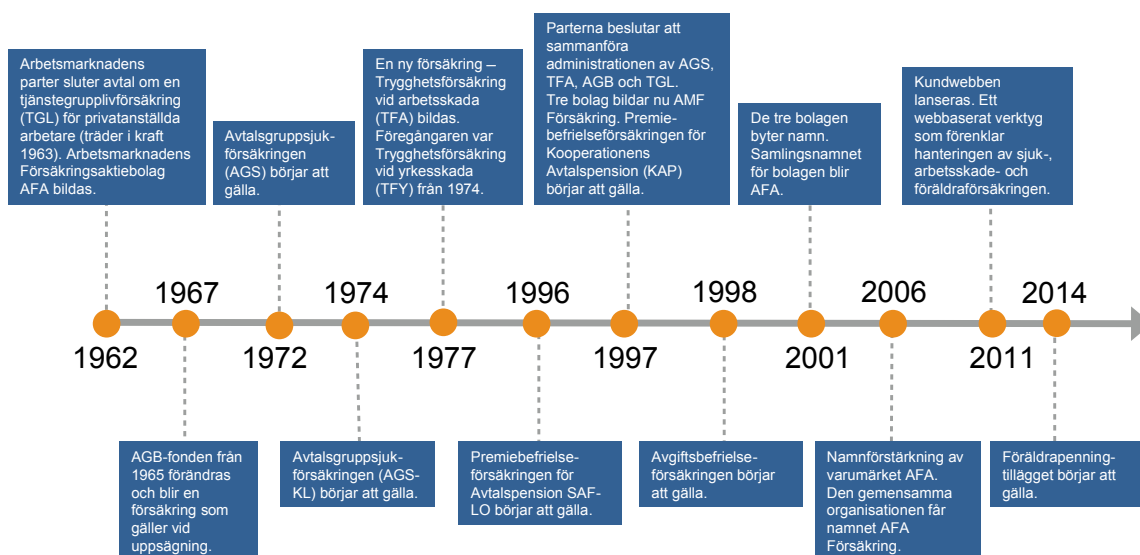 Arbetsmarknadens
parter sluter avtal om en
tjänstegrupplivförsäkring
(TGL) för privatanställda
arbetare (träder i kraft
1963). Arbetsmarknadens
Försäkringsaktiebolag
AFA bildas.
Avtalsgruppsjuk-
försäkringen
(AGS) börjar att
gälla.
En ny försäkring –
Trygghetsförsäkring
vid arbetsskada
(TFA) bildas.
Föregångaren var
Trygghetsförsäkring
vid yrkesskada
(TFY) från 1974.
Parterna beslutar att
sammanföra
administrationen av AGS,
TFA, AGB och TGL.
Tre bolag bildar nu AMF
Försäkring. Premie-
befrielseförsäkringen för
Kooperationens
Avtalspension (KAP)
börjar att gälla.
De tre bolagen
byter namn.
Samlingsnamnet
för bolagen blir
AFA.
Kundwebben
lanseras. Ett
webbaserat verktyg
som förenklar
hanteringen av sjuk-,
arbetsskade- och
föräldraförsäkringen.
1967 1974 1996 1998 2006 2014
1962 1972 1977 1997 2001 2011
AGB-fonden från
1965 förändras
och blir en
försäkring som
gäller vid
uppsägning.
Avtalsgruppsjuk-
försäkringen (AGS-
KL) börjar att gälla.
Premiebefrielse-
försäkringen för
Avtalspension SAF-
LO börjar att gälla.
Avgiftsbefrielse-
försäkringen börjar
att gälla.
Namnförstärkning av
varumärket AFA.
Den gemensamma
organisationen får
namnet AFA
Försäkring.
Föräldrapenning-
tillägget börjar att
gälla.